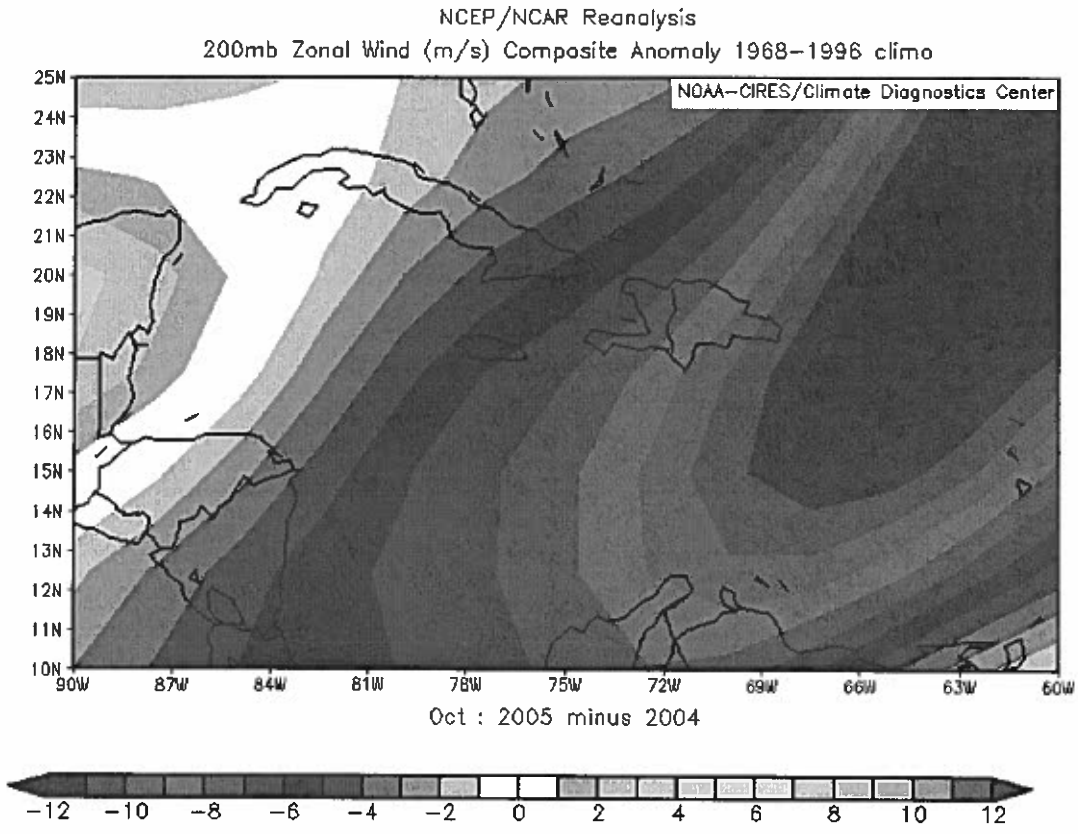 NCEP/NCAR Reanalysis
200mb Zonal Wind (m/s) Composite Anomaly 1968-1996 climo
NOAA-CIRES/Climate Diagnostics Center
25N
24N
23N
22N
21N
20N
19N
18N
17N
16N
15N
14N
13N
12N
11N
10N
90W 87W 84W 81W 78W 75W 72W 69W 66W 63W 60W
Oct : 2005 minus 2004
-12 -10 -8 -6 -4 -2 0 2 4 6 8 10 12